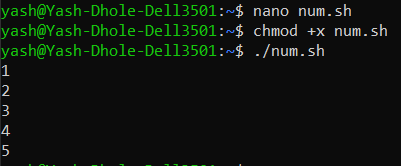 yash@Yash-Dhole-Dell3501:~$ nano num.sh
yash@Yash-Dhole-Dell3501:~$ chmod +x num.sh
yash@Yash-Dhole-Dell3501:~$ ./num.sh
1
2
3
4
5